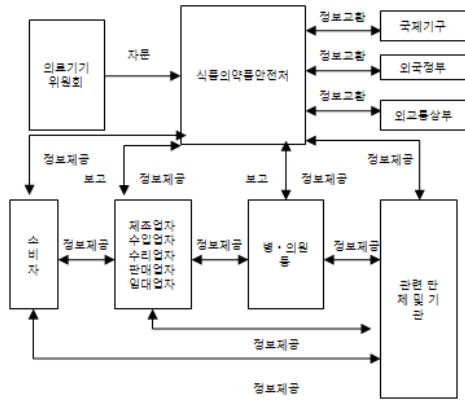 정보교환
국제기구
의료기기
위원회
자문
식품의약품안전처
정보교환
외국정부
정보교환
외교통상부
정보제공
보고
정보제공
보고
정보제공
정보제공
소
비
자
정보제공
제조업자
수입업자
수리업자
판매업자
임대업자
정보제공
병·의원
등
정보제공
관련 단
체 및 기
관
정보제공
정보제공